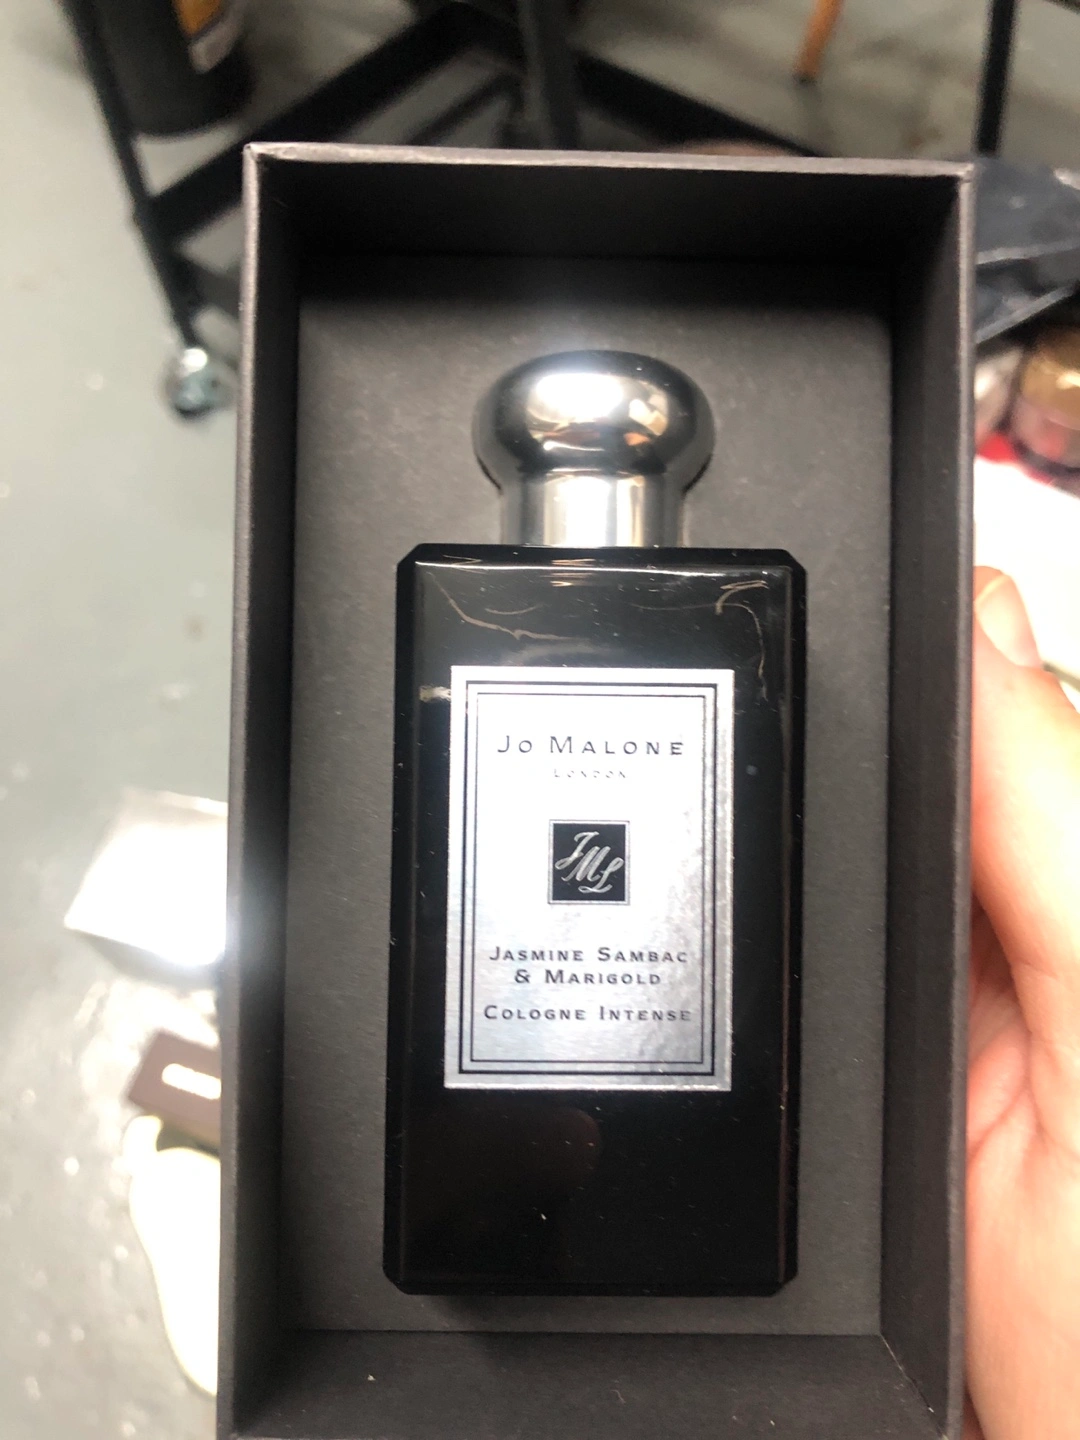 Jo Malone
London
JML
Jasmine Sambac
& Marigold
Cologne Intense